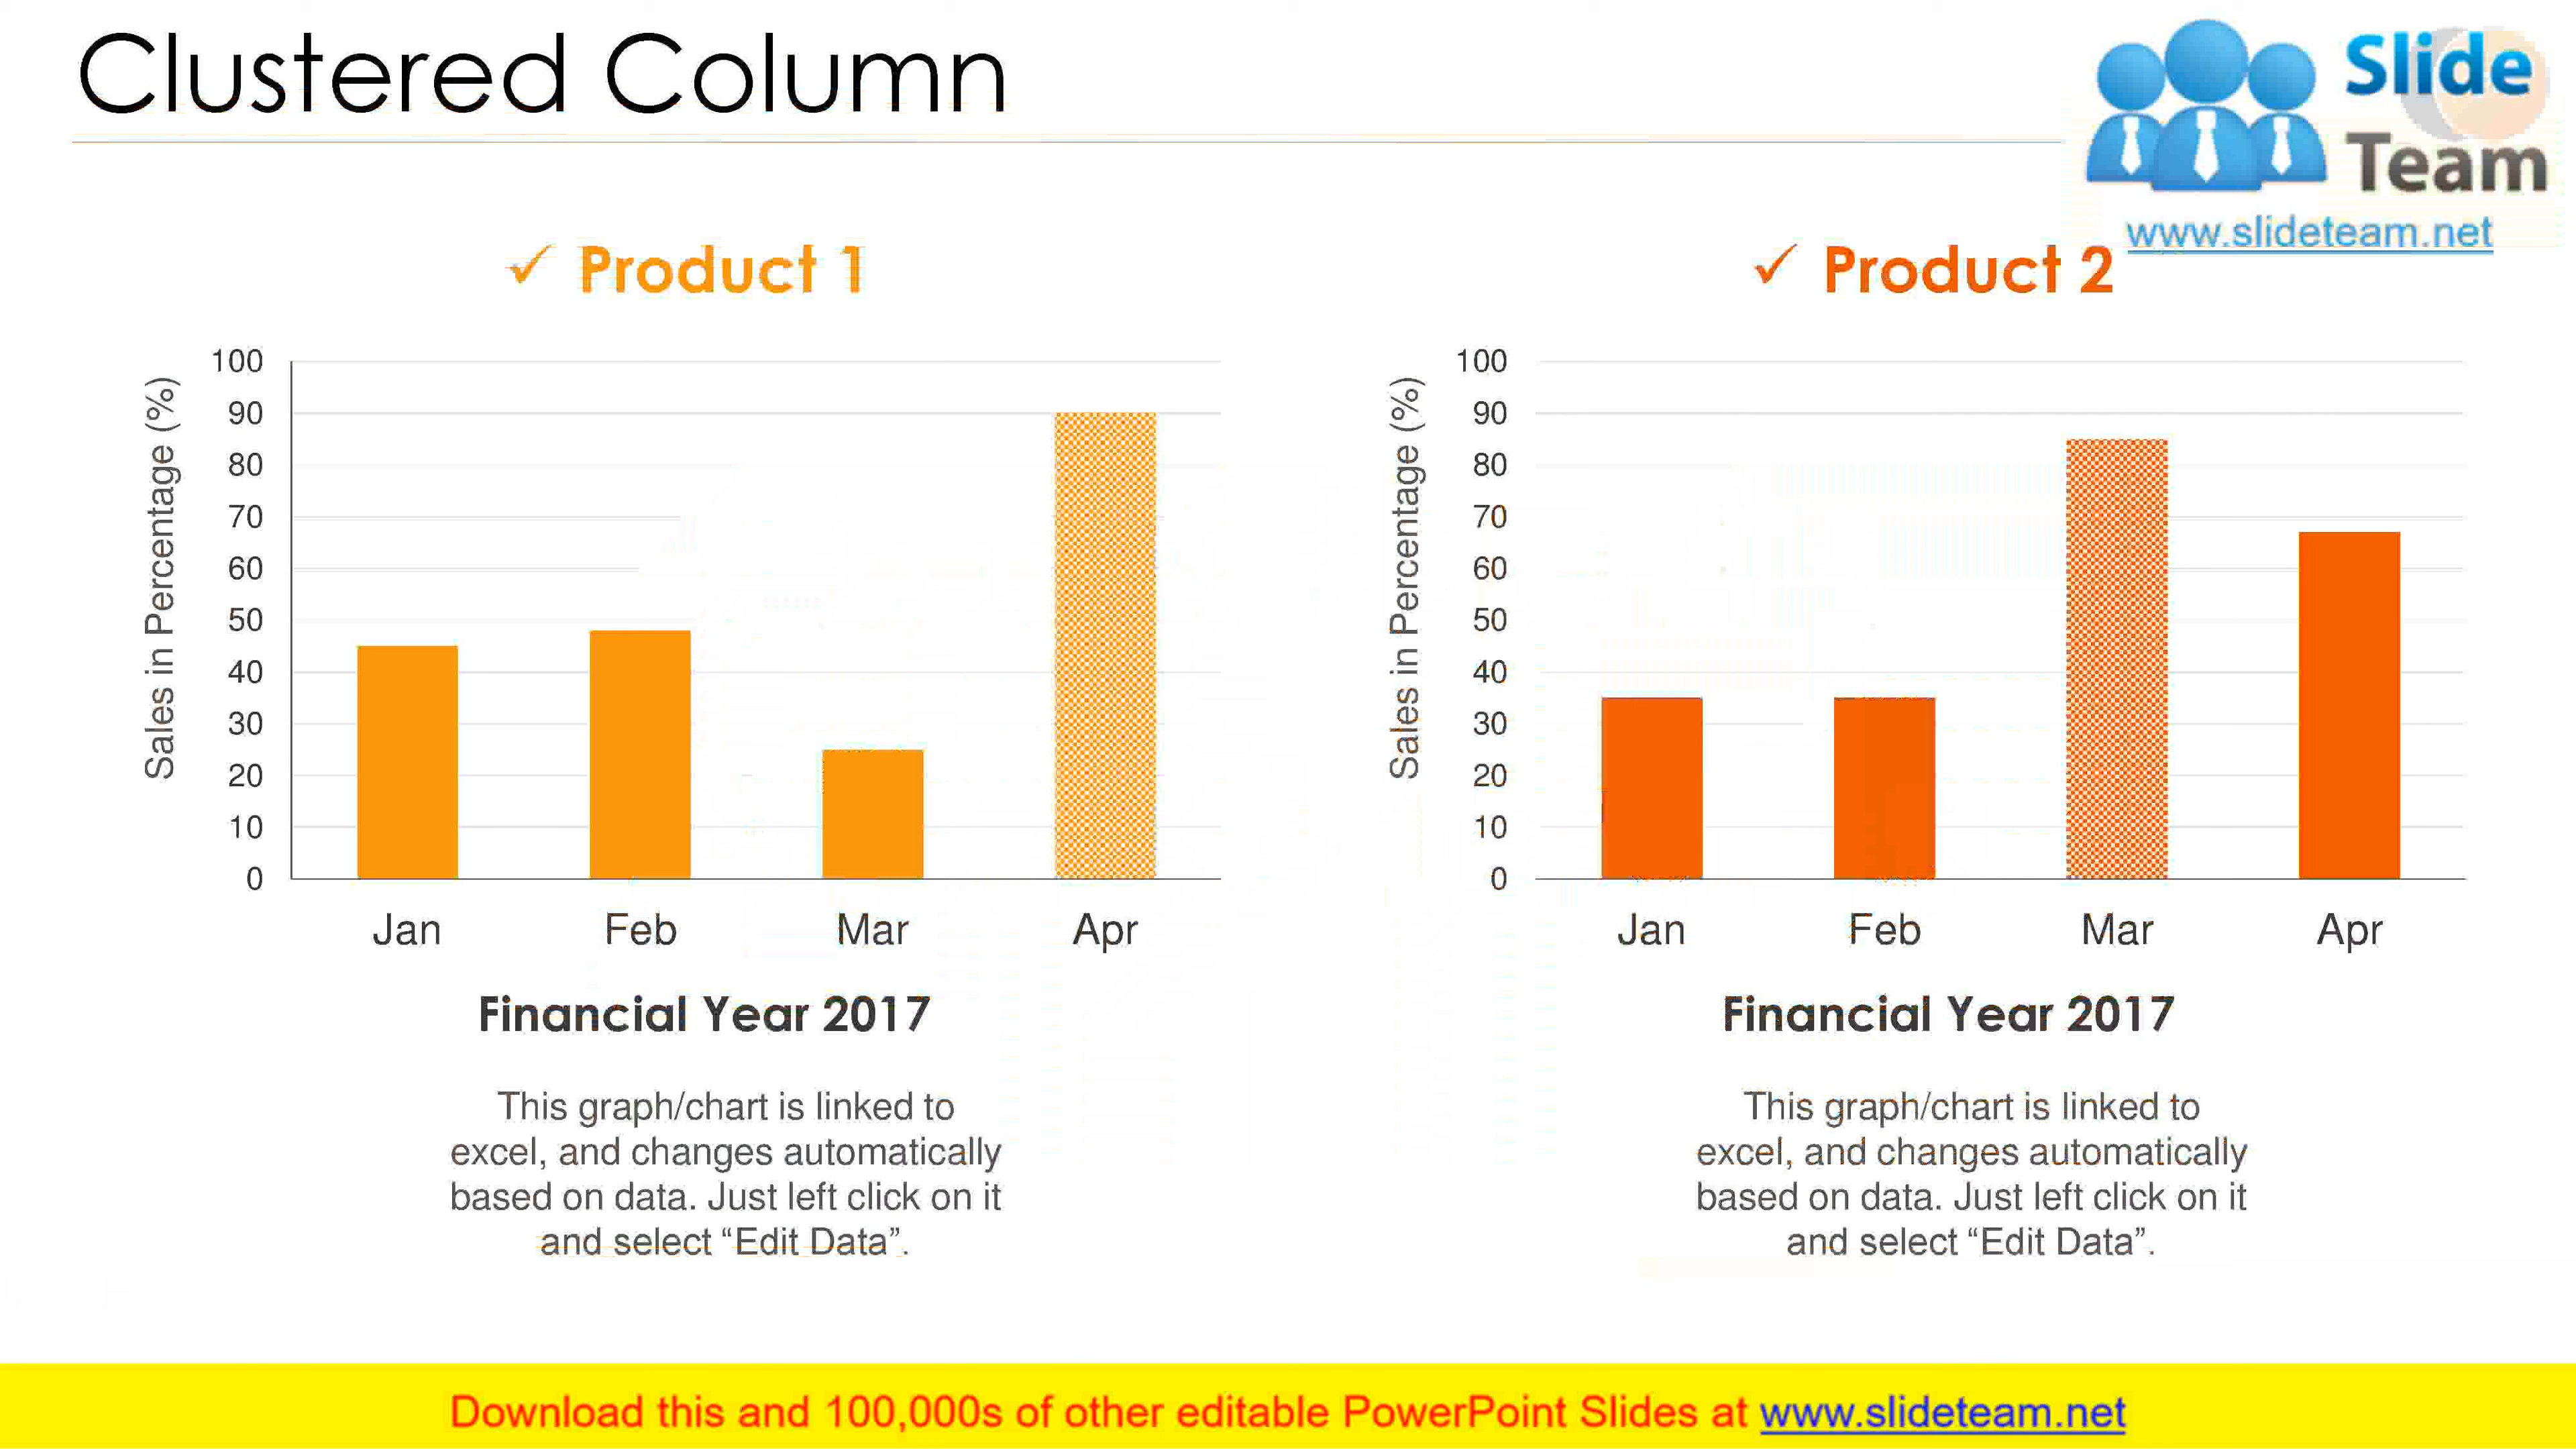 Clustered Column
Slide
Team
www.slideteam.net
✓ Product 1
Sales in Percentage (%)
100
90
80
70
60
50
40
30
20
10
0
Jan Feb Mar Apr
Financial Year 2017
This graph/chart is linked to
excel, and changes automatically
based on data. Just left click on it
and select “Edit Data”.
✓ Product 2
Sales in Percentage (%)
100
90
80
70
60
50
40
30
20
10
0
Jan Feb Mar Apr
Financial Year 2017
This graph/chart is linked to
excel, and changes automatically
based on data. Just left click on it
and select “Edit Data”.
Download this and 100,000s of other editable PowerPoint Slides at www.slideteam.net